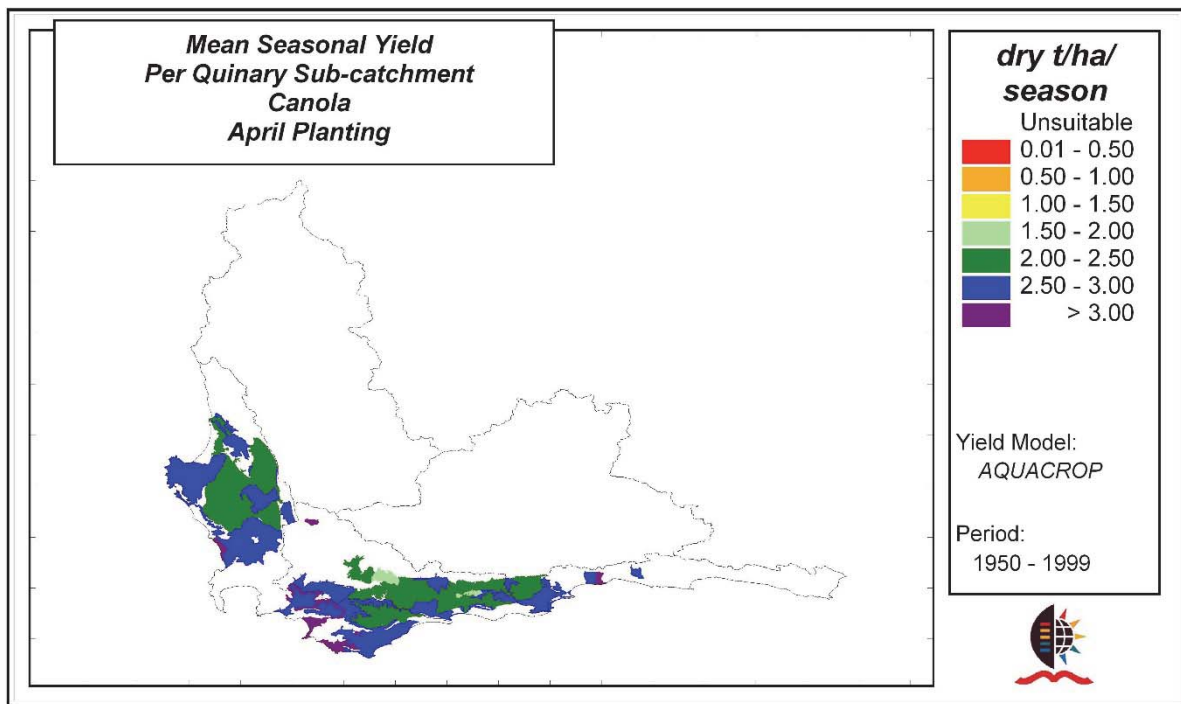 Mean Seasonal Yield
Per Quinary Sub-catchment
Canola
April Planting
dry t/ha/
season
Unsuitable
0.01 - 0.50
0.50 - 1.00
1.00 - 1.50
1.50 - 2.00
2.00 - 2.50
2.50 - 3.00
> 3.00
Yield Model:
AQUACROP
Period:
1950 - 1999